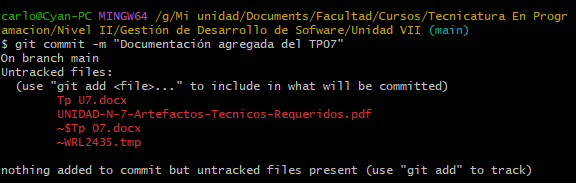 carlo@Cyan-PC MINGW64 /g/Mi unidad/Documents/Facultad/Cursos/Tecnicatura En Progr
amacion/Nivel II/Gestión de Desarrollo de Sofware/Unidad VII (main)
$ git commit -m "Documentación agregada del TP07"
On branch main
Untracked files:
  (use "git add <file>..." to include in what will be committed)
        Tp U7.docx
        UNIDAD-N-7-Artefactos-Tecnicos-Requeridos.pdf
        ~$Tp O7.docx
        ~WRL2435.tmp

nothing added to commit but untracked files present (use "git add" to track)